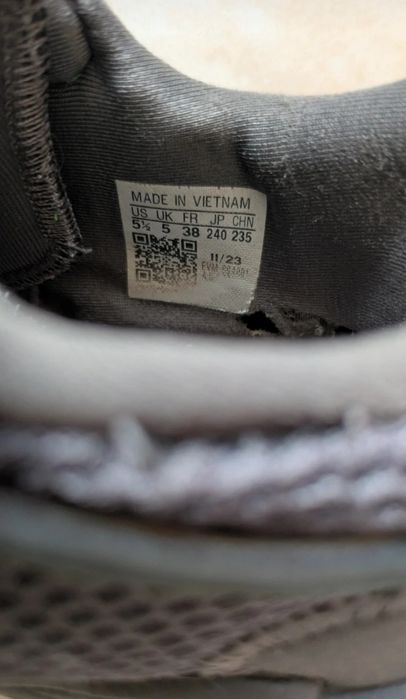 MADE IN VIETNAM
US UK FR JP CHN
5½ 5 38 240 235
11/23